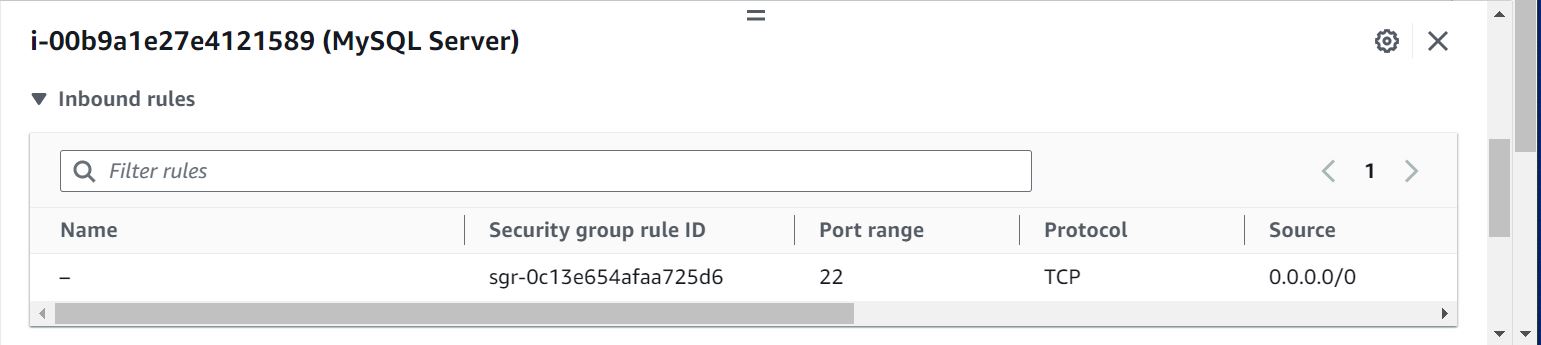 i-00b9a1e27e4121589 (MySQL Server)
Inbound rules
Filter rules
1
Name Security group rule ID Port range Protocol Source
– sgr-0c13e654afaa725d6 22 TCP 0.0.0.0/0